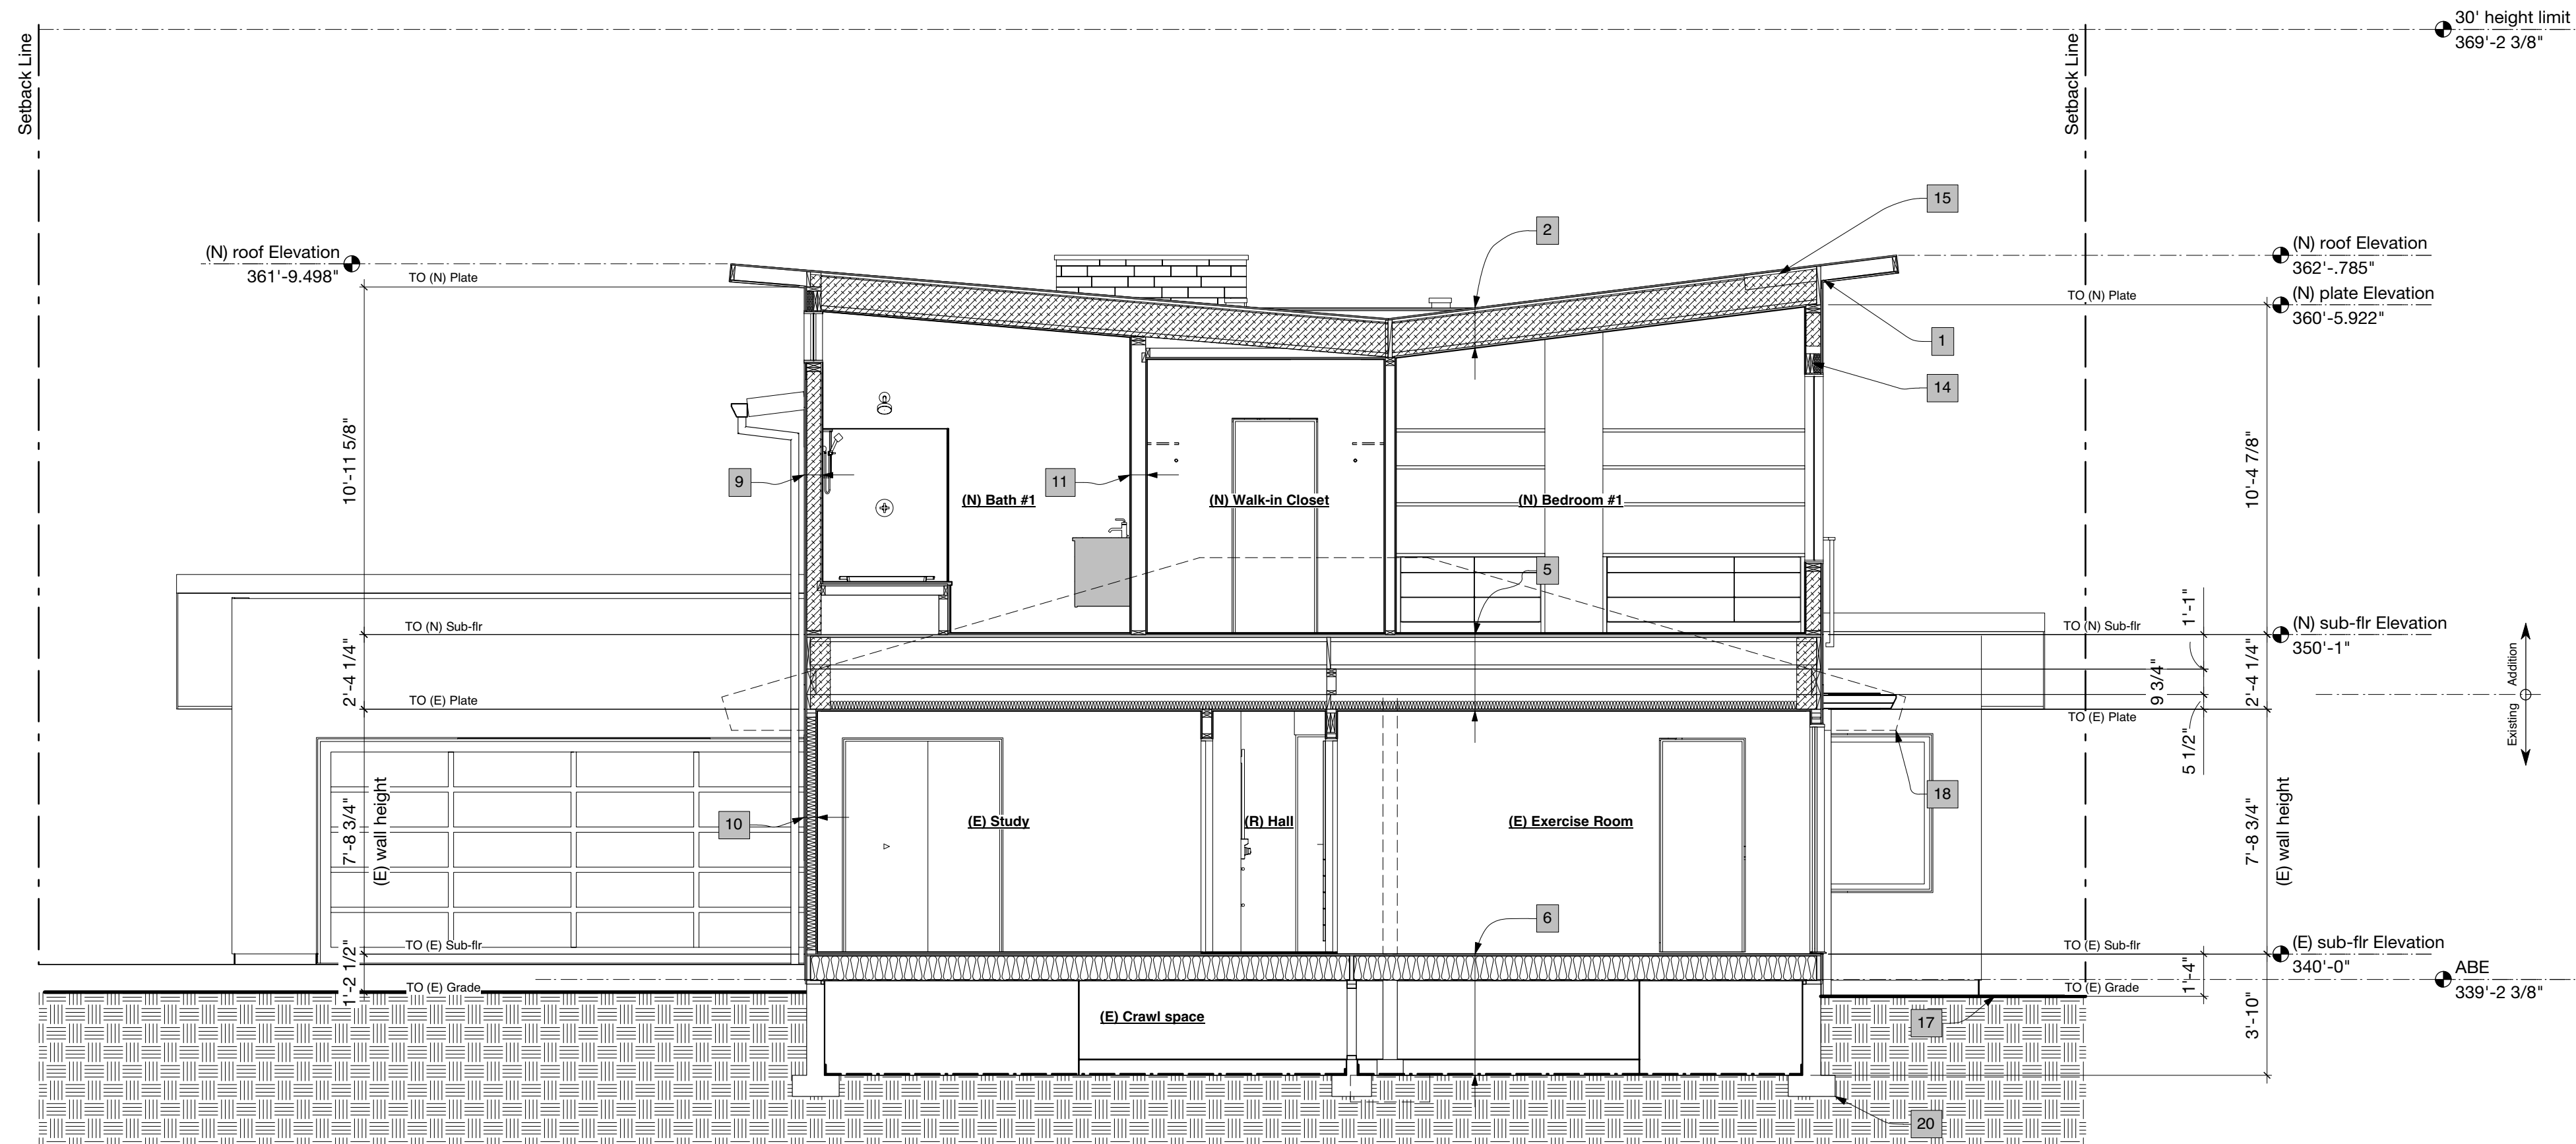 30' height limit
369'-2 3/8"
Setback Line
Setback Line
15
2
(N) roof Elevation
361'-9.498"
TO (N) Plate
(N) roof Elevation
362'-.785"
TO (N) Plate
(N) plate Elevation
360'-5.922"
1
14
10'-11 5/8"
10'-4 7/8"
9
11
(N) Bath #1
(N) Walk-in Closet
(N) Bedroom #1
5
1'-1"
TO (N) Sub-flr
TO (N) Sub-flr
(N) sub-flr Elevation
350'-1"
2'-4 1/4"
9 3/4"
2'-4 1/4"
Addition
Existing
TO (E) Plate
TO (E) Plate
5 1/2"
18
10
7'-8 3/4"
(E) wall height
(E) Study
(R) Hall
(E) Exercise Room
7'-8 3/4"
(E) wall height
6
TO (E) Sub-flr
TO (E) Sub-flr
(E) sub-flr Elevation
340'-0"
1'-2 1/2"
1'-4"
ABE
339'-2 3/8"
TO (E) Grade
TO (E) Grade
(E) Crawl space
17
3'-10"
20